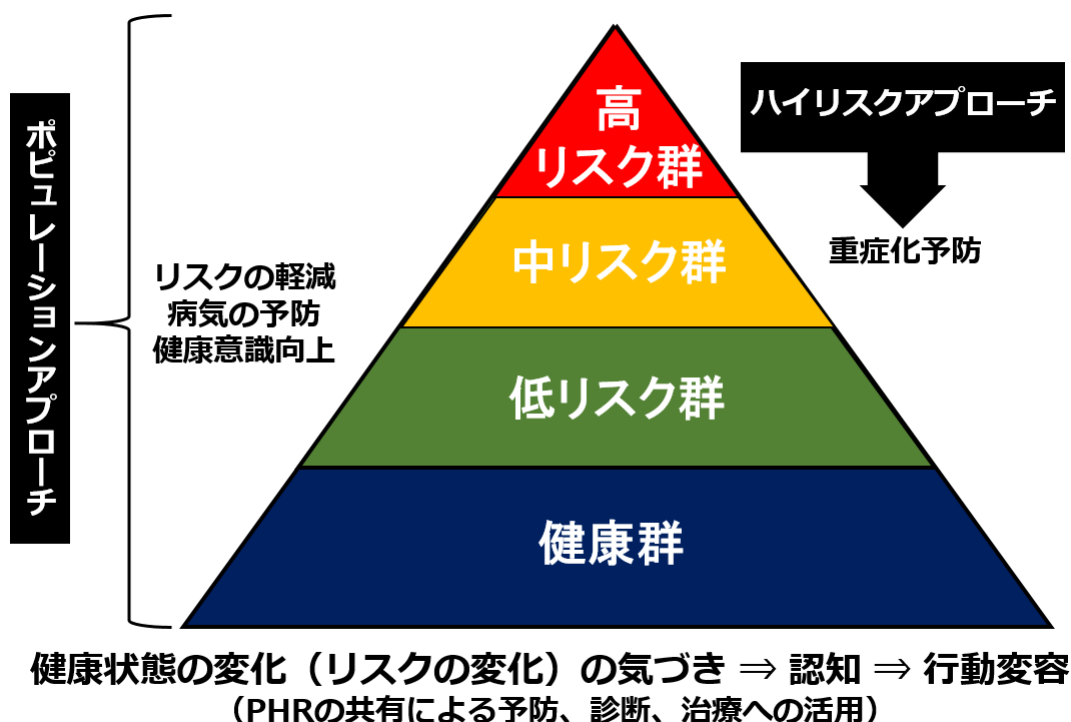 ポピュレーションアプローチ
リスクの軽減
病気の予防
健康意識向上
高
リスク群
中リスク群
低リスク群
健康群
ハイリスクアプローチ
重症化予防
健康状態の変化（リスクの変化）の気づき ⇒ 認知 ⇒ 行動変容
（PHRの共有による予防、診断、治療への活用）